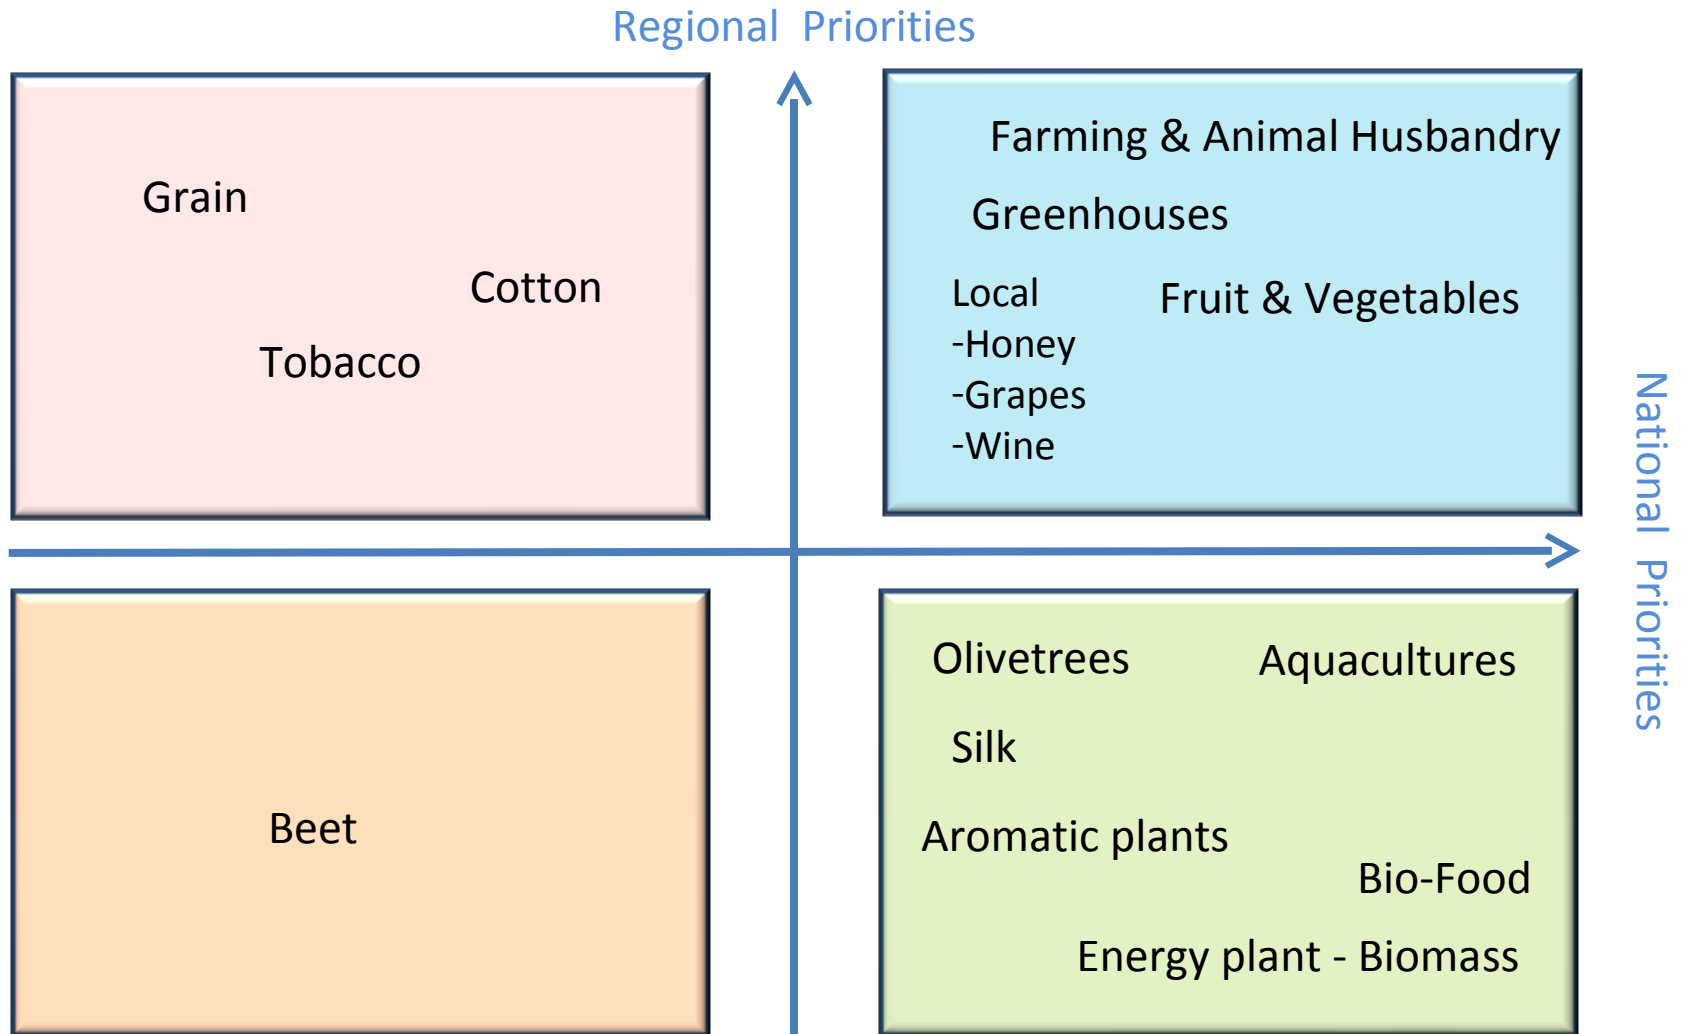 Regional Priorities
Grain
Cotton
Tobacco
Farming & Animal Husbandry
Greenhouses
Local
-Honey
-Grapes
-Wine
Fruit & Vegetables
National Priorities
Beet
Olivetrees
Aquacultures
Silk
Aromatic plants
Bio-Food
Energy plant - Biomass